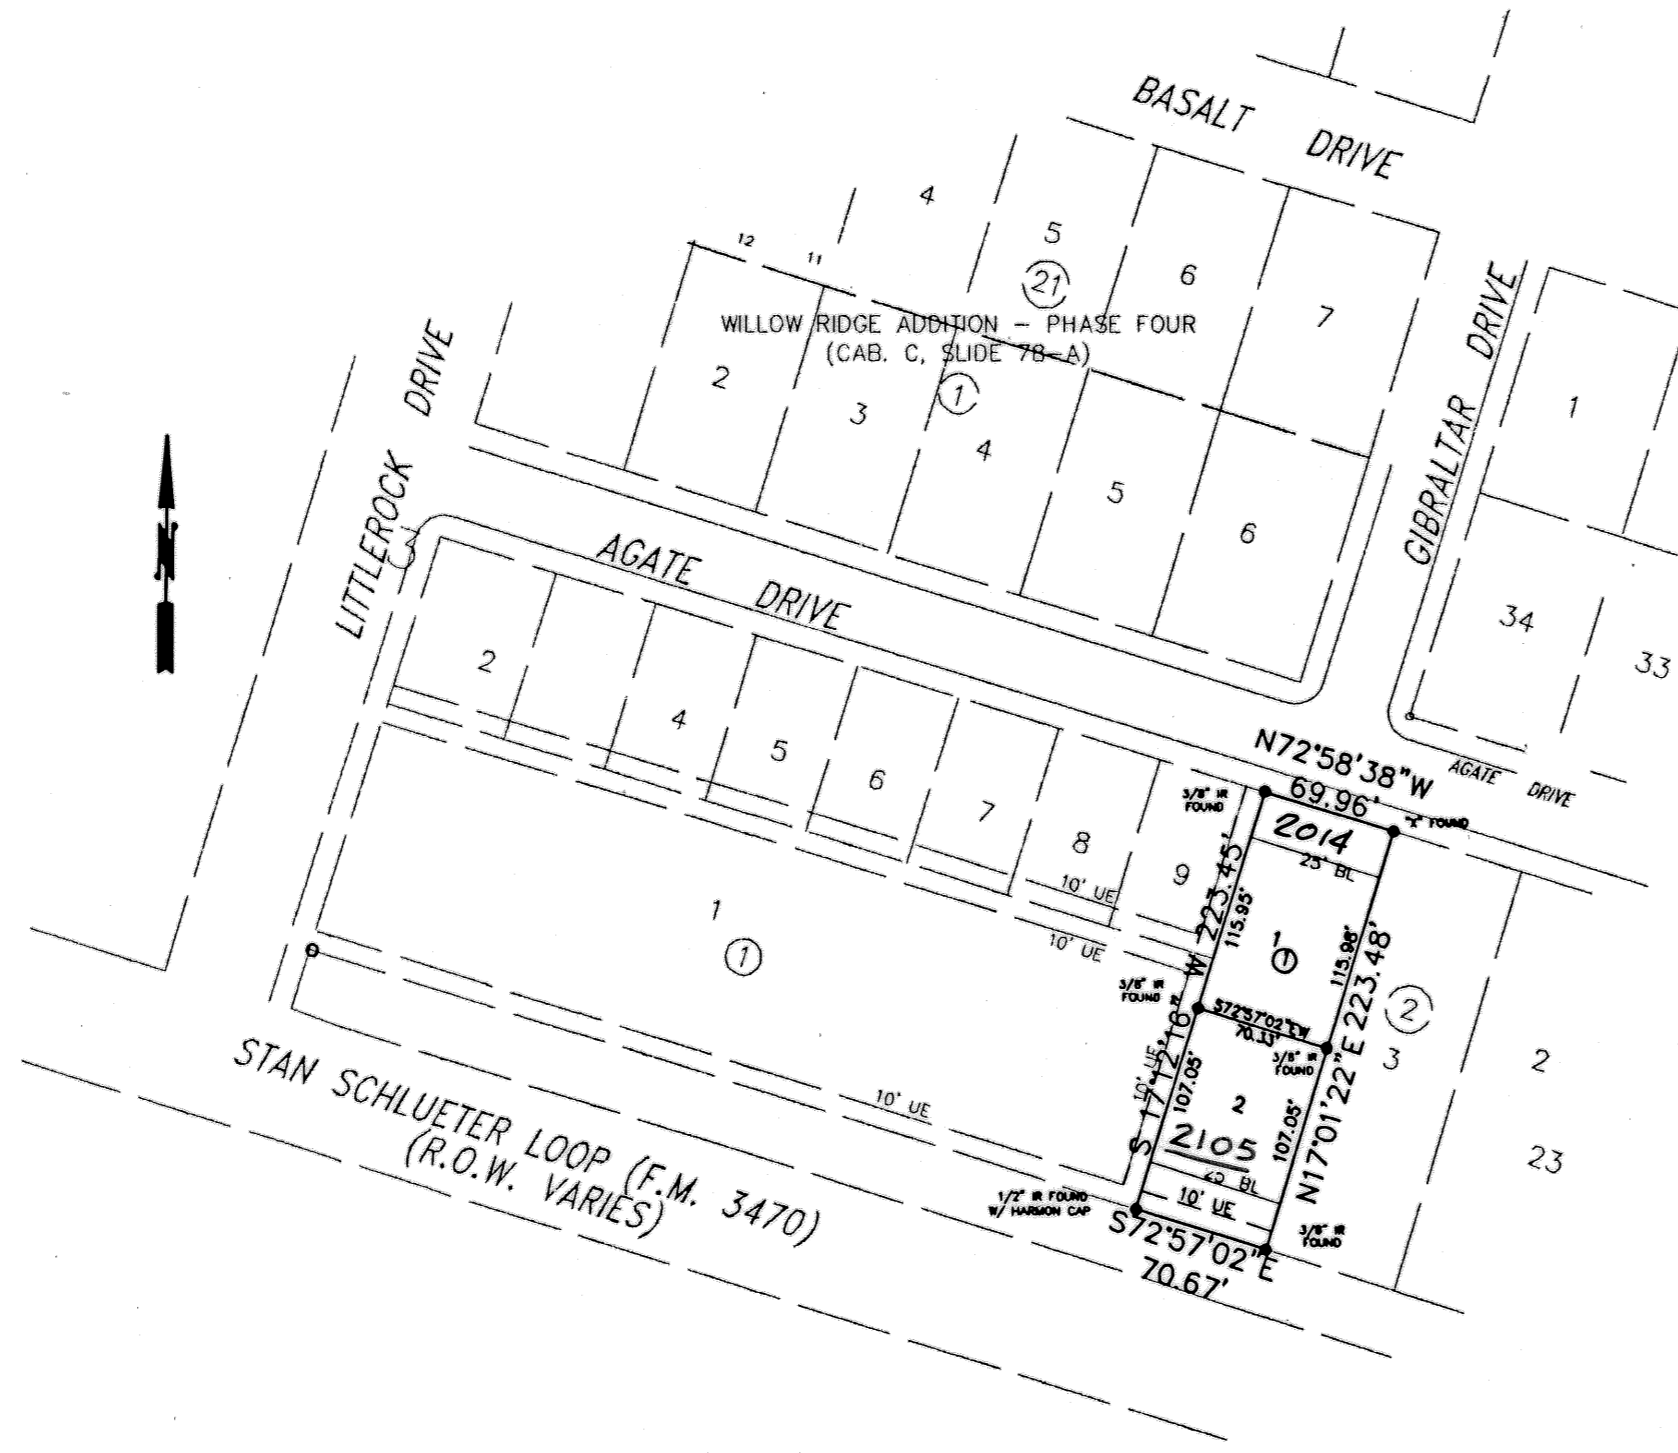 BASALT DRIVE
4
5
21
6
7
12
11
WILLOW RIDGE ADDITION - PHASE FOUR
(CAB. C, SLIDE 78-A)
1
2
3
4
5
6
GIBRALTAR DRIVE
1
34
33
LITTLEROCK DRIVE
N
3
AGATE DRIVE
2
4
5
6
7
8
9
10' UE
10' UE
N72°58'38"W
69.96'
AGATE DRIVE
3/8" IR
FOUND
"X" FOUND
2014
25' BL
S 17°12'16" W 223.45'
115.95'
1
1
115.98'
N17°01'22" E 223.48'
2
3
2
23
1
1
3/8" IR
FOUND
S72°57'02"EW
70.33'
3/8" IR
FOUND
10' UE
107.05'
2
2105
107.05'
25 BL
10' UE
10' UE
1/2" IR FOUND
W/ HARMON CAP
3/8" IR
FOUND
S72°57'02"E
70.67'
STAN SCHLUETER LOOP (F.M. 3470)
(R.O.W. VARIES)